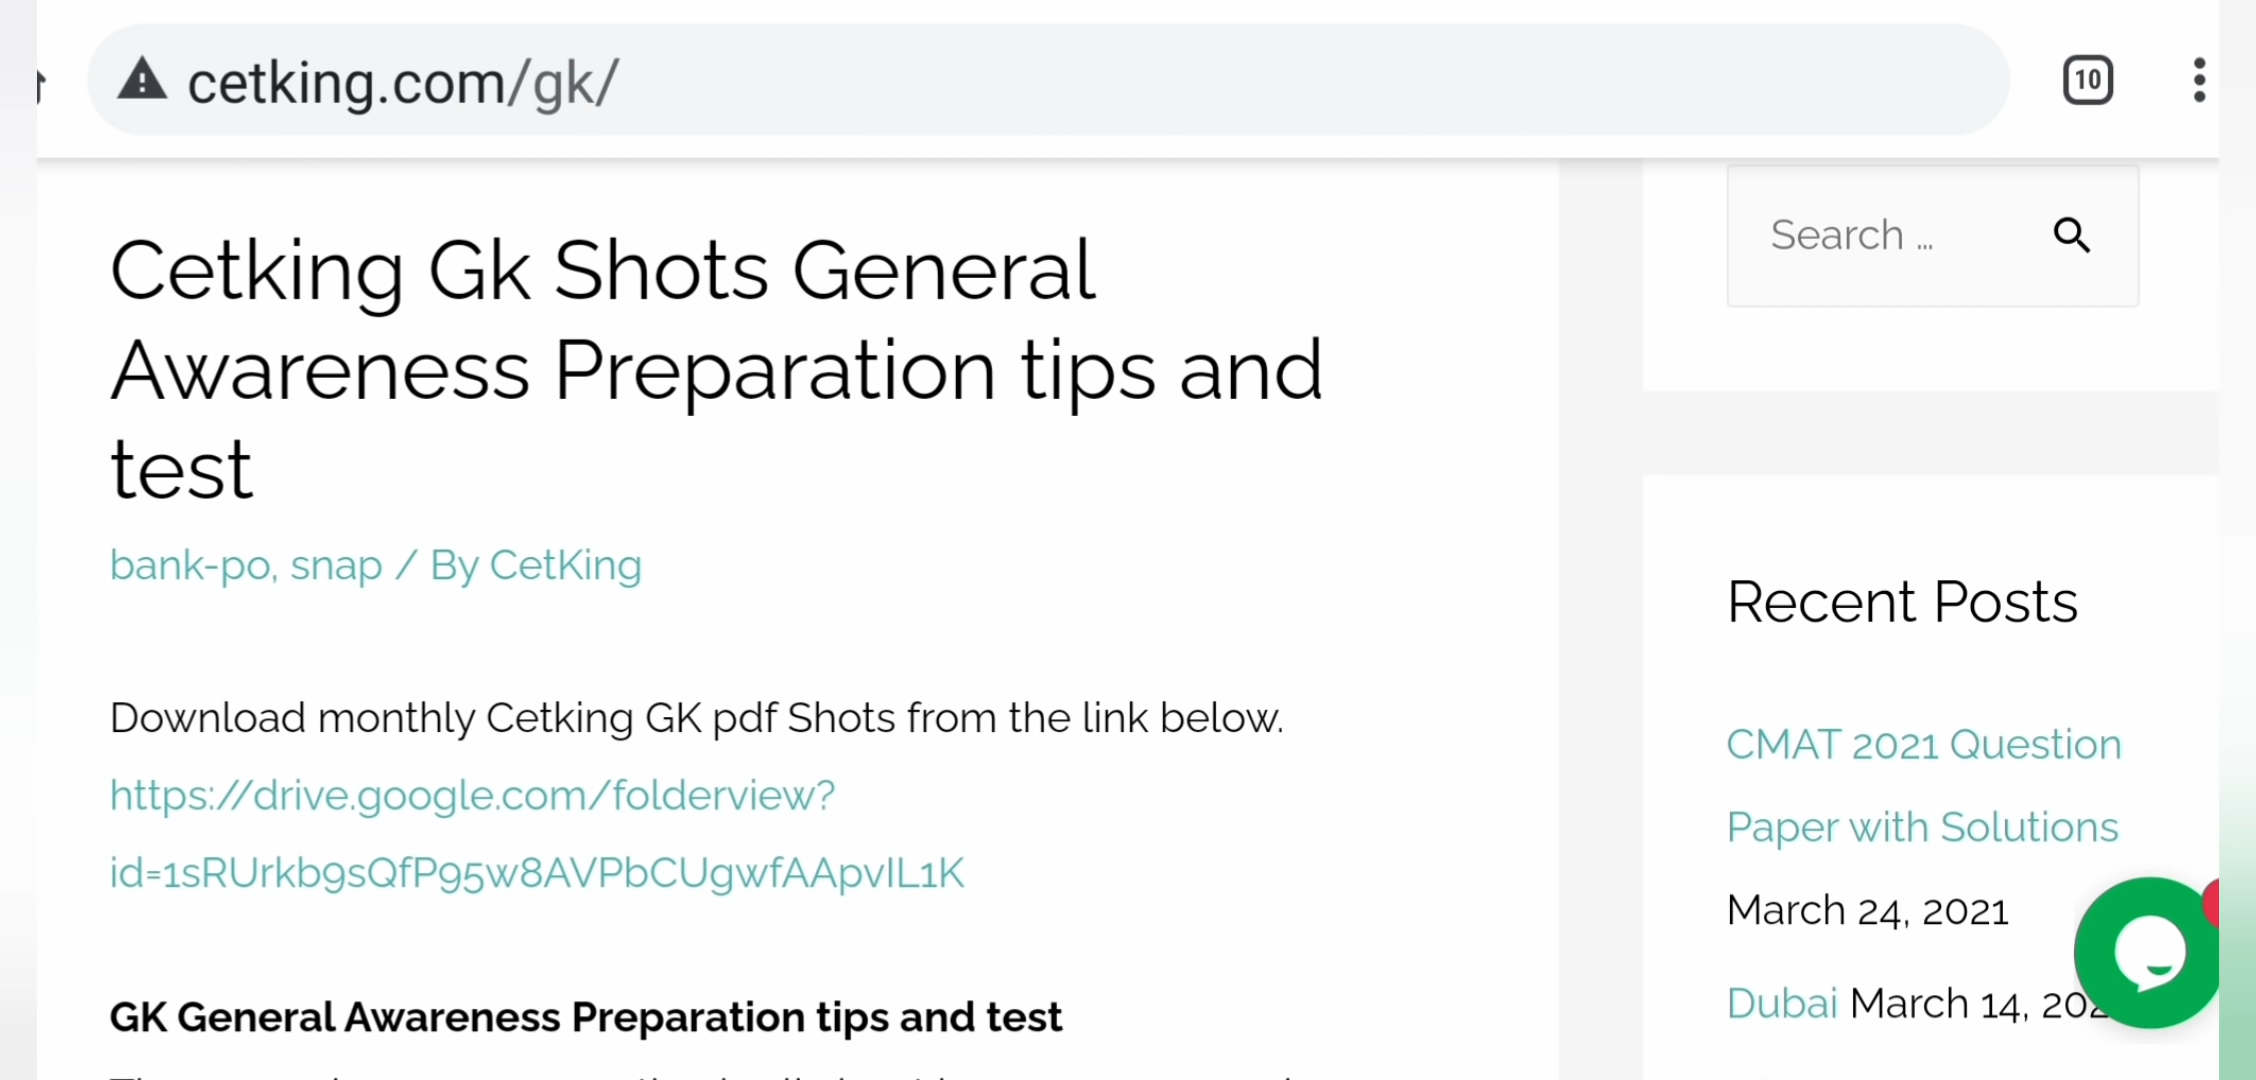 cetking.com/gk/
10
Cetking Gk Shots General
Awareness Preparation tips and
test
bank-po, snap / By CetKing
Download monthly Cetking GK pdf Shots from the link below.
https://drive.google.com/folderview?
id=1sRUrkb9sQfP95w8AVPbCUgwfAApvIL1K
GK General Awareness Preparation tips and test
Search ...
Recent Posts
CMAT 2021 Question
Paper with Solutions
March 24, 2021
Dubai March 14,